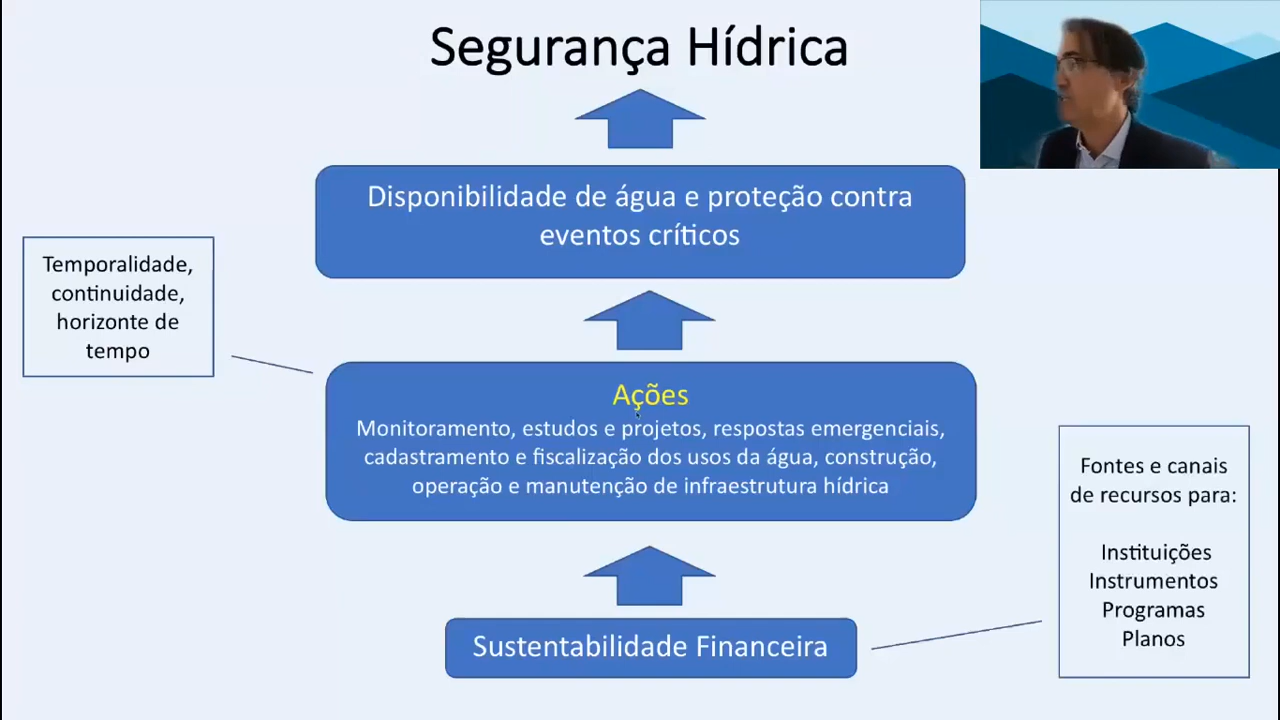 Segurança Hídrica
Disponibilidade de água e proteção contra
eventos críticos
Temporalidade,
continuidade,
horizonte de
tempo
Ações
Monitoramento, estudos e projetos, respostas emergenciais,
cadastramento e fiscalização dos usos da água, construção,
operação e manutenção de infraestrutura hídrica
Fontes e canais
de recursos para:
Instituições
Instrumentos
Programas
Planos
Sustentabilidade Financeira